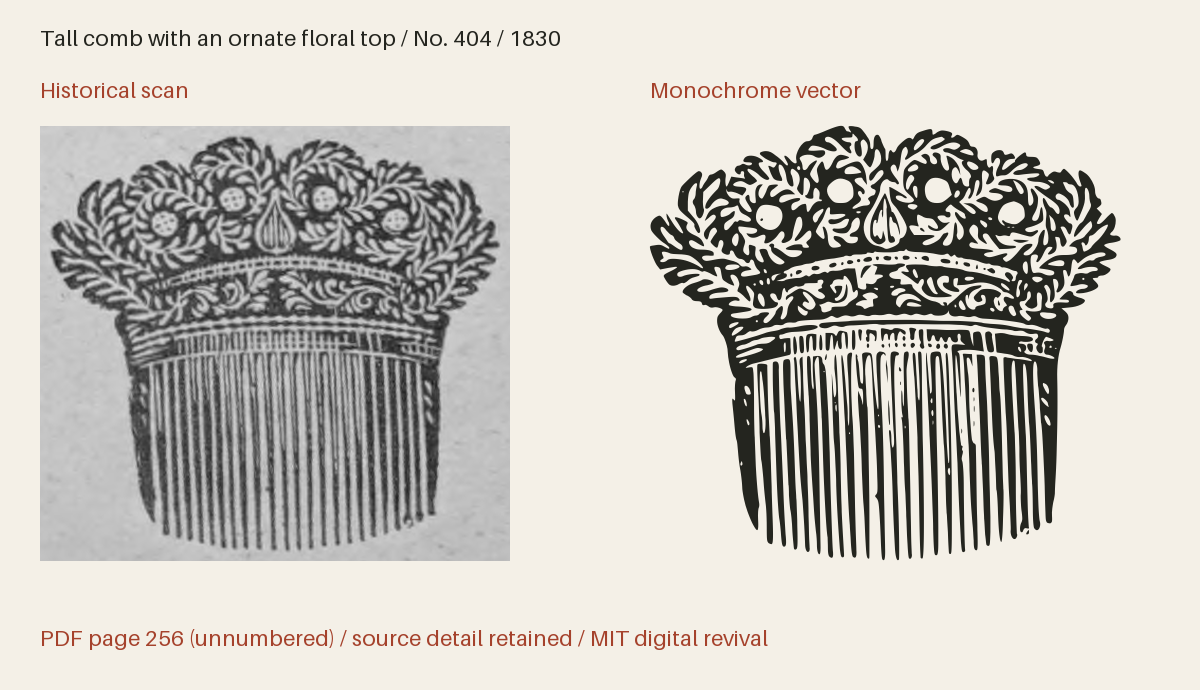 Tall comb with an ornate floral top / No. 404 / 1830
Historical scan
Monochrome vector
PDF page 256 (unnumbered) / source detail retained / MIT digital revival